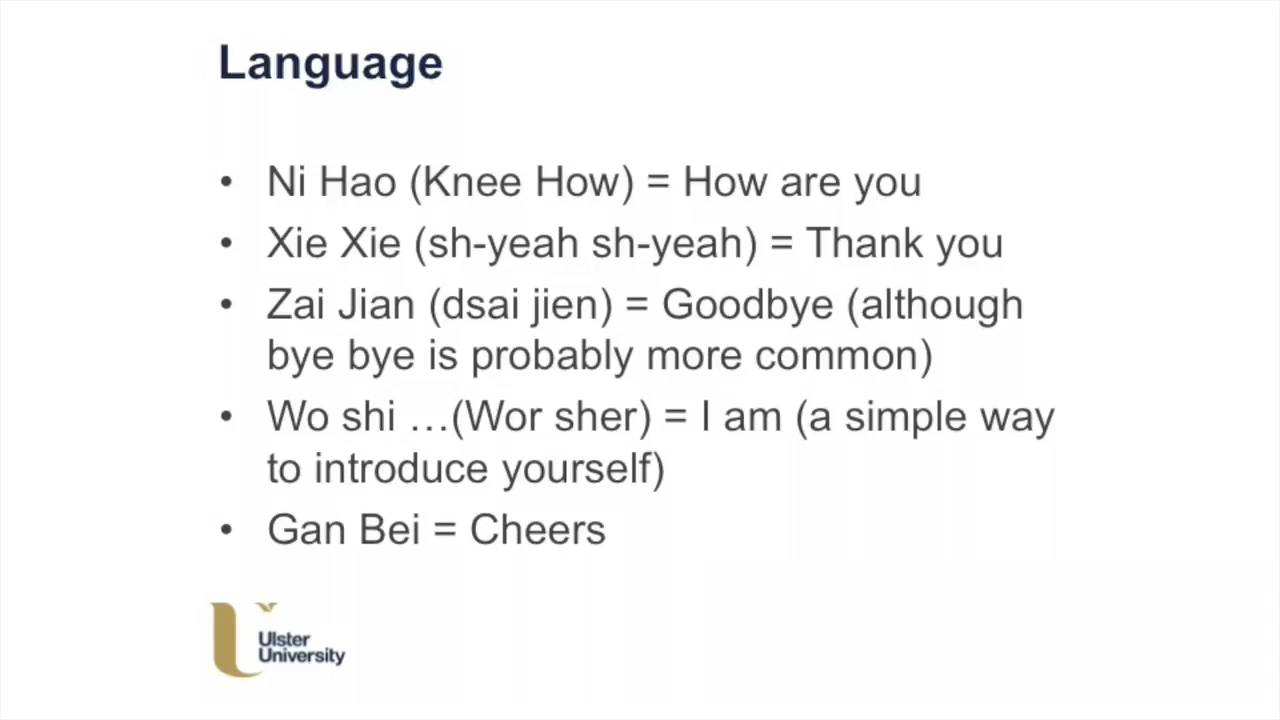 Language
• Ni Hao (Knee How) = How are you
• Xie Xie (sh-yeah sh-yeah) = Thank you
• Zai Jian (dsai jien) = Goodbye (although
bye bye is probably more common)
• Wo shi …(Wor sher) = I am (a simple way
to introduce yourself)
• Gan Bei = Cheers
Ulster
University